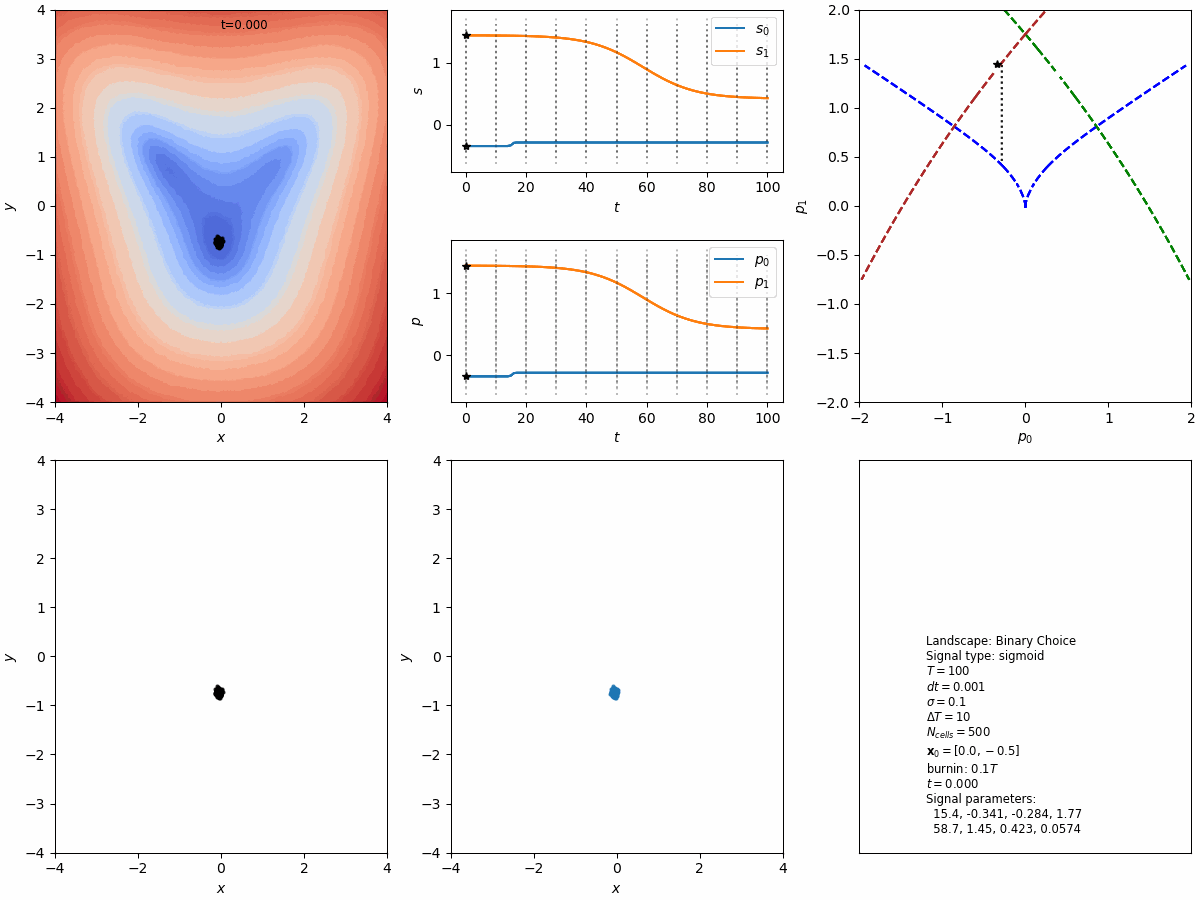 t=0.000
4
3
2
1
0
−1
−2
−3
−4
y
−4
−2
0
2
4
x
s
1
0
s₀
s₁
0
20
40
60
80
100
t
p
1
0
p₀
p₁
0
20
40
60
80
100
t
p₁
2.0
1.5
1.0
0.5
0.0
−0.5
−1.0
−1.5
−2.0
−2
−1
0
1
2
p₀
4
3
2
1
0
−1
−2
−3
−4
y
−4
−2
0
2
4
x
4
3
2
1
0
−1
−2
−3
−4
y
−4
−2
0
2
4
x
Landscape: Binary Choice
Signal type: sigmoid
T = 100
dt = 0.001
σ = 0.1
ΔT = 10
N_cells = 500
x₀ = [0.0, −0.5]
burnin: 0.1T
t = 0.000
Signal parameters:
15.4, -0.341, -0.284, 1.77
58.7, 1.45, 0.423, 0.0574